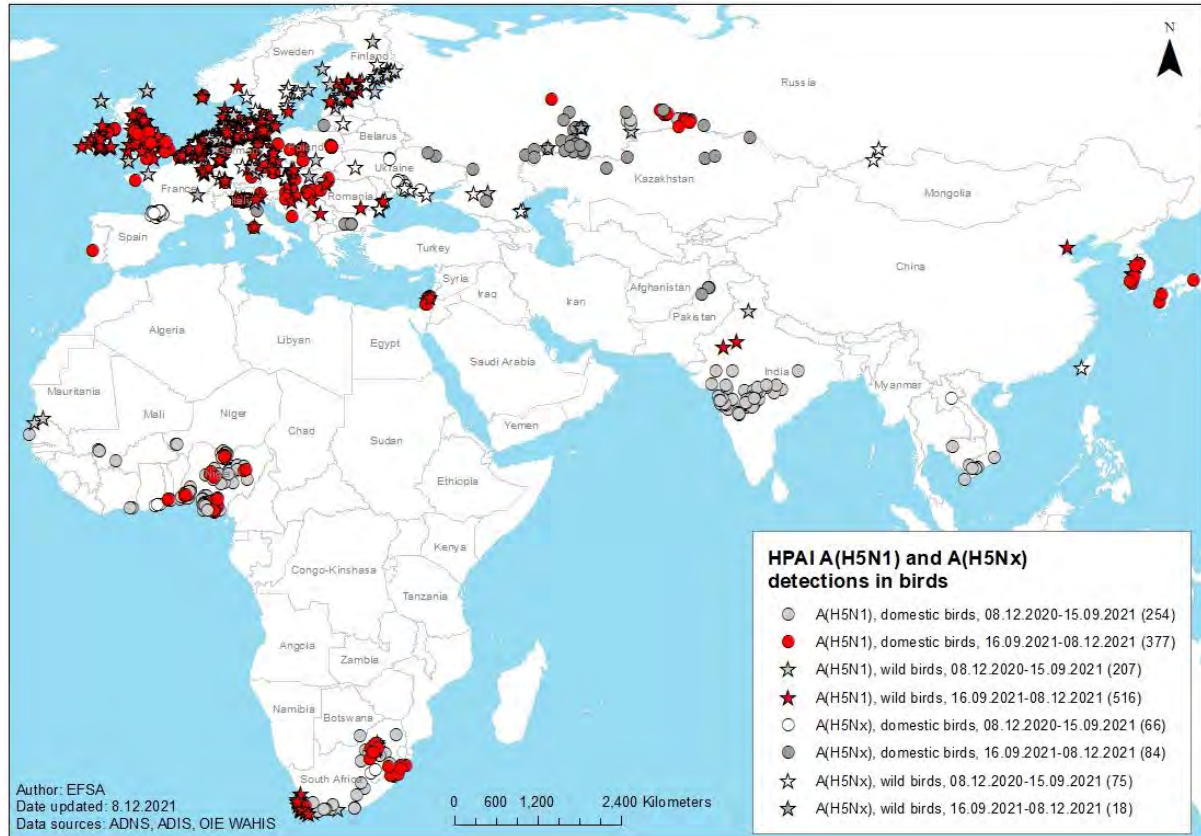 N
Sweden
Finland
Russia
Belarus
Poland
German
Ukraine
Kazakhstan
France
Mongolia
Romania
Italy
Spain
Turkey
China
Syria
Afghanistan
Iraq
Iran
Pakistan
Algeria
Libyan
Egypt
Saudi Arabia
India
Myanmar
Mauritania
Mali
Niger
Chad
Sudan
Yemen
Ethiopia
Kenya
Congo-Kinshasa
Tanzania
Angola
Zambia
Namibia
Botswana
South Africa
HPAI A(H5N1) and A(H5Nx)
detections in birds
A(H5N1), domestic birds, 08.12.2020-15.09.2021 (254)
A(H5N1), domestic birds, 16.09.2021-08.12.2021 (377)
A(H5N1), wild birds, 08.12.2020-15.09.2021 (207)
A(H5N1), wild birds, 16.09.2021-08.12.2021 (516)
A(H5Nx), domestic birds, 08.12.2020-15.09.2021 (66)
A(H5Nx), domestic birds, 16.09.2021-08.12.2021 (84)
A(H5Nx), wild birds, 08.12.2020-15.09.2021 (75)
A(H5Nx), wild birds, 16.09.2021-08.12.2021 (18)
Author: EFSA
Date updated: 8.12.2021
Data sources: ADNS, ADIS, OIE WAHIS
0 600 1,200 2,400 Kilometers